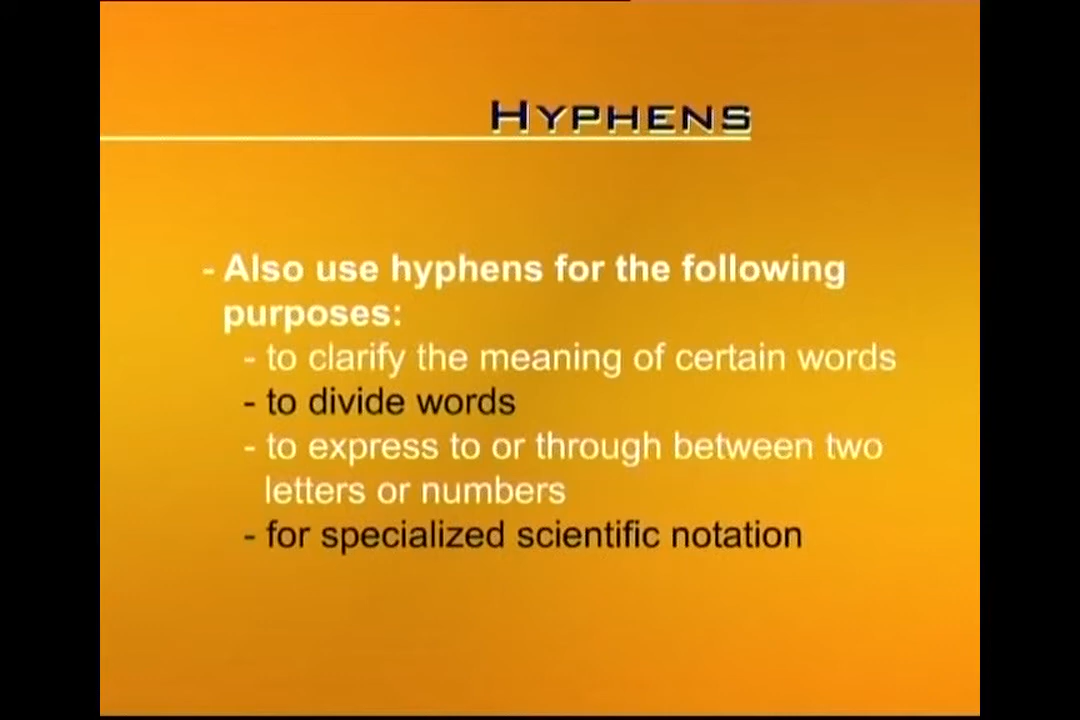 HYPHENS
- Also use hyphens for the following
purposes:
- to clarify the meaning of certain words
- to divide words
- to express to or through between two
letters or numbers
- for specialized scientific notation